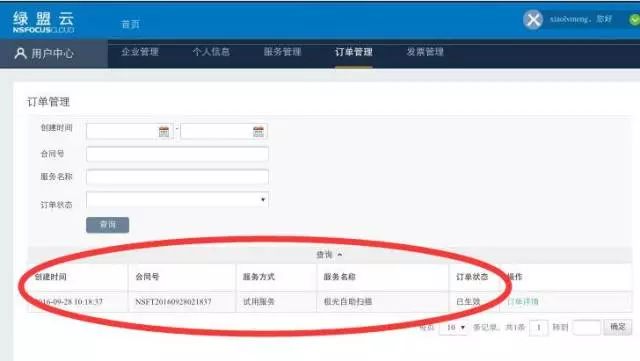 绿盟云
NSFOCUSCLOUD
首页
xiaolvmeng，您好
用户中心 企业管理 个人信息 服务管理 订单管理 发票管理
订单管理
创建时间 -
合同号
服务名称
订单状态
查询
查询
创建时间 合同号 服务方式 服务名称 订单状态 操作
2016-09-28 10:18:37 NSFT20160928021837 试用服务 极光自助扫描 已生效 订单详情
每页 10 条记录，共1条 1 转到 确定